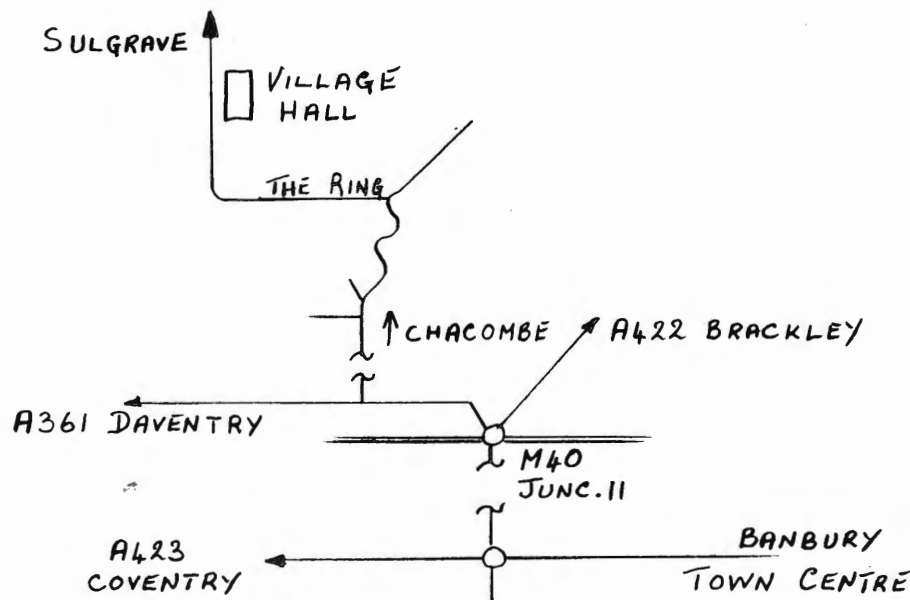 SULGRAVE
VILLAGE
HALL
THE RING
CHACOMBE
A422 BRACKLEY
A361 DAVENTRY
M40
JUNC. 11
A423
COVENTRY
BANBURY
TOWN CENTRE